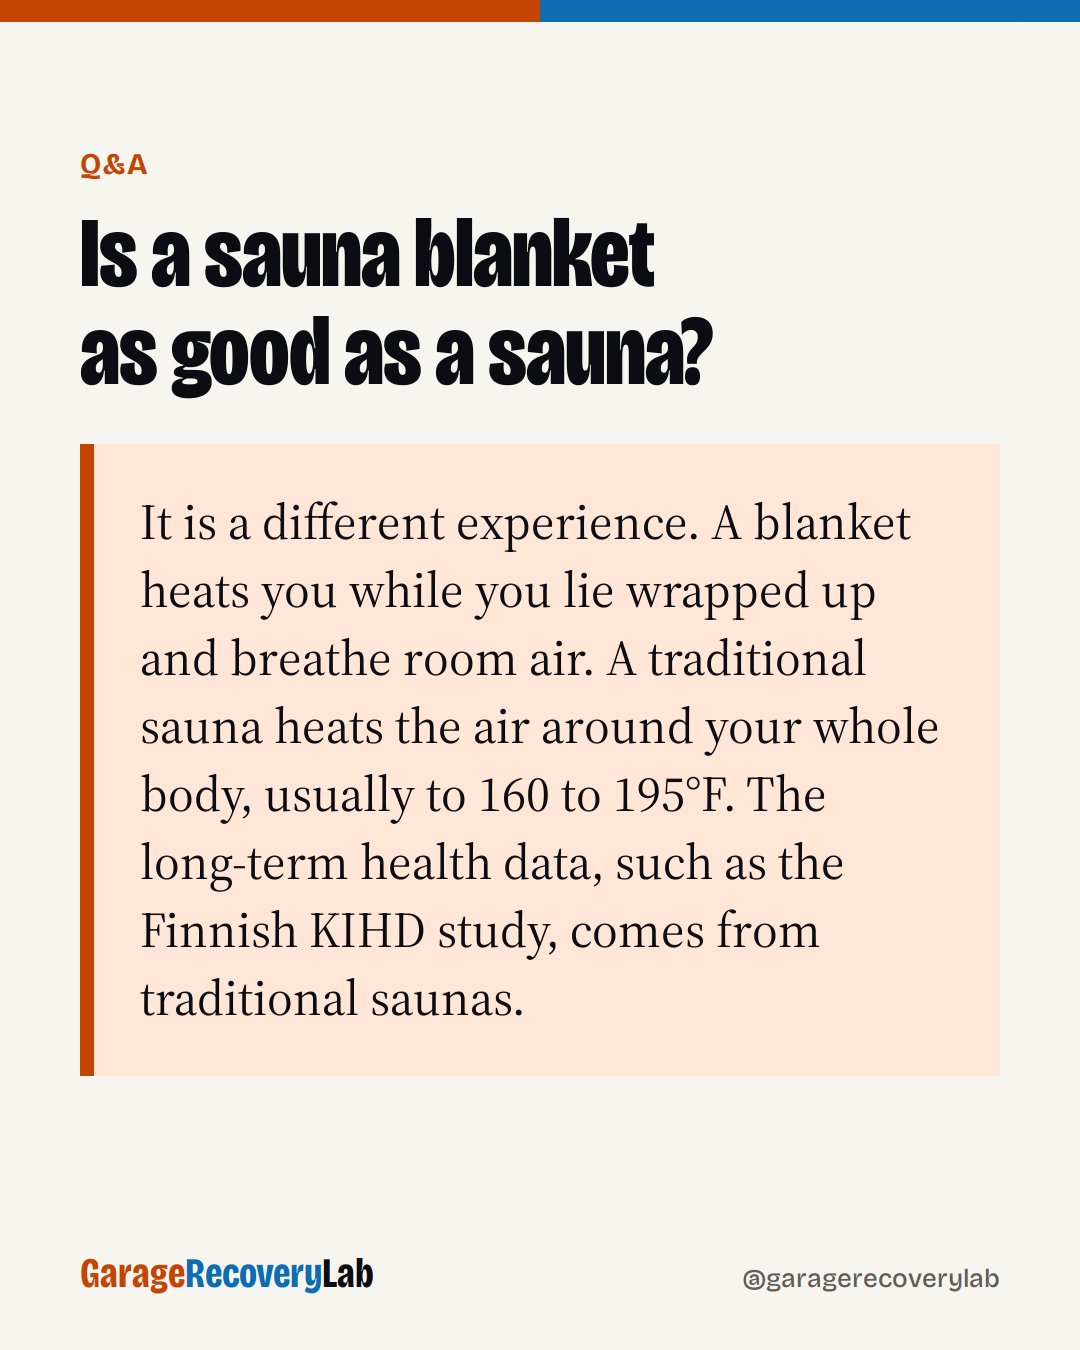 Q&A
Is a sauna blanket
as good as a sauna?
It is a different experience. A blanket
heats you while you lie wrapped up
and breathe room air. A traditional
sauna heats the air around your whole
body, usually to 160 to 195°F. The
long-term health data, such as the
Finnish KIHD study, comes from
traditional saunas.
GarageRecoveryLab
@garagerecoverylab